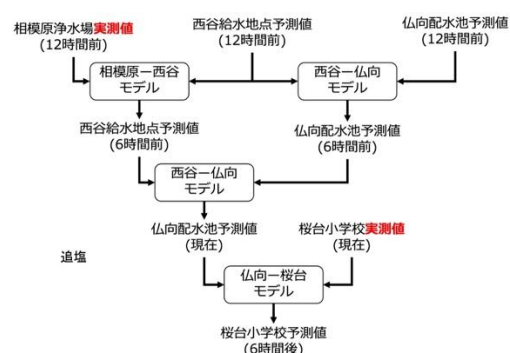 相模原浄水場実測値
(12時間前)
西谷給水地点予測値
(12時間前)
仏向配水池予測値
(12時間前)
相模原ー西谷
モデル
西谷ー仏向
モデル
西谷給水地点予測値
(6時間前)
仏向配水池予測値
(6時間前)
西谷ー仏向
モデル
仏向配水池予測値
(現在)
桜台小学校実測値
(現在)
追塩
仏向ー桜台
モデル
桜台小学校予測値
(6時間後)